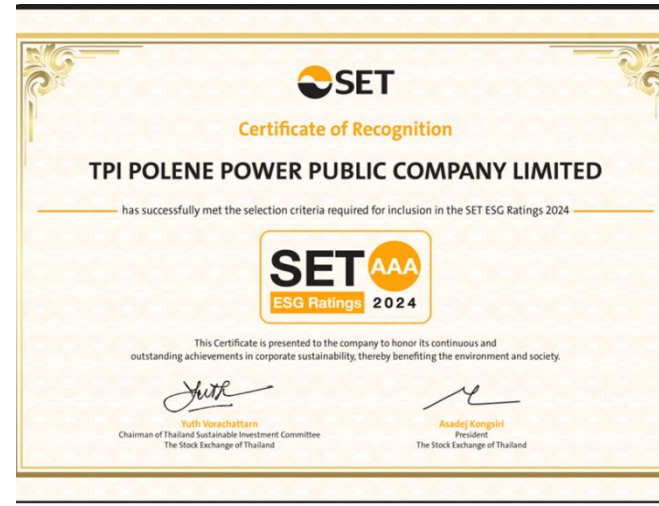 SET
Certificate of Recognition
TPI POLENE POWER PUBLIC COMPANY LIMITED
has successfully met the selection criteria required for inclusion in the SET ESG Ratings 2024
SET AAA
ESG Ratings 2024
This Certificate is presented to the company to honor its continuous and
outstanding achievements in corporate sustainability, thereby benefiting the environment and society.
Yuth
Yuth Vorachattarn
Chairman of Thailand Sustainable Investment Committee
The Stock Exchange of Thailand
Asadej Kongsiri
President
The Stock Exchange of Thailand